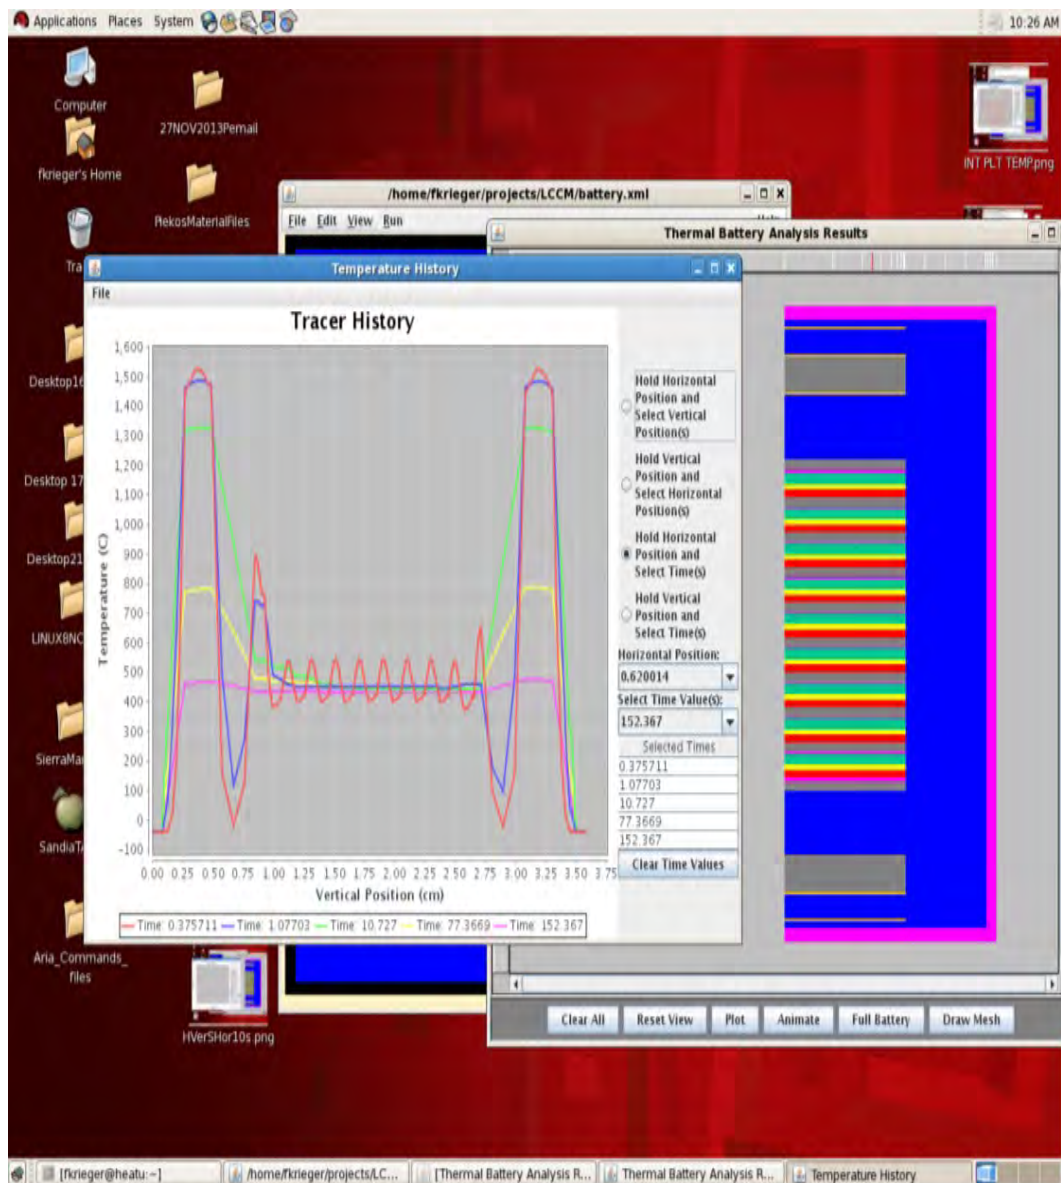 Applications Places System
10:26 AM
Computer
27NOV2013Pemail
fkrieger's Home
INT PLT TEMP.png
PiekosMaterialFiles
/home/fkrieger/projects/LCCM/battery.xml
File Edit View Run
Thermal Battery Analysis Results
Temperature History
File
Tracer History
1,600
1,500
1,400
1,300
1,200
1,100
1,000
900
800
700
600
500
400
300
200
100
0
-100
Temperature (C)
0.00 0.25 0.50 0.75 1.00 1.25 1.50 1.75 2.00 2.25 2.50 2.75 3.00 3.25 3.50 3.75
Vertical Position (cm)
Time: 0.375711 Time: 1.07703 Time: 10.727 Time: 77.3669 Time: 152.367
Hold Horizontal
Position and
Select Vertical
Position(s)
Hold Vertical
Position and
Select Horizontal
Position(s)
Hold Horizontal
Position and
Select Time(s)
Hold Vertical
Position and
Select Time(s)
Horizontal Position:
0.620014
Select Time Value(s):
152.367
Selected Times
0.375711
1.07703
10.727
77.3669
152.367
Clear Time Values
Tra
Desktop16
Desktop 17
Desktop21
LINUX8NC
SierraMa
SandiaTA
Aria_Commands_
files
HVerSHor10s.png
Clear All Reset View Plot Animate Full Battery Draw Mesh
[fkrieger@heatu:~] /home/fkrieger/projects/LC... [Thermal Battery Analysis R... Thermal Battery Analysis R... Temperature History